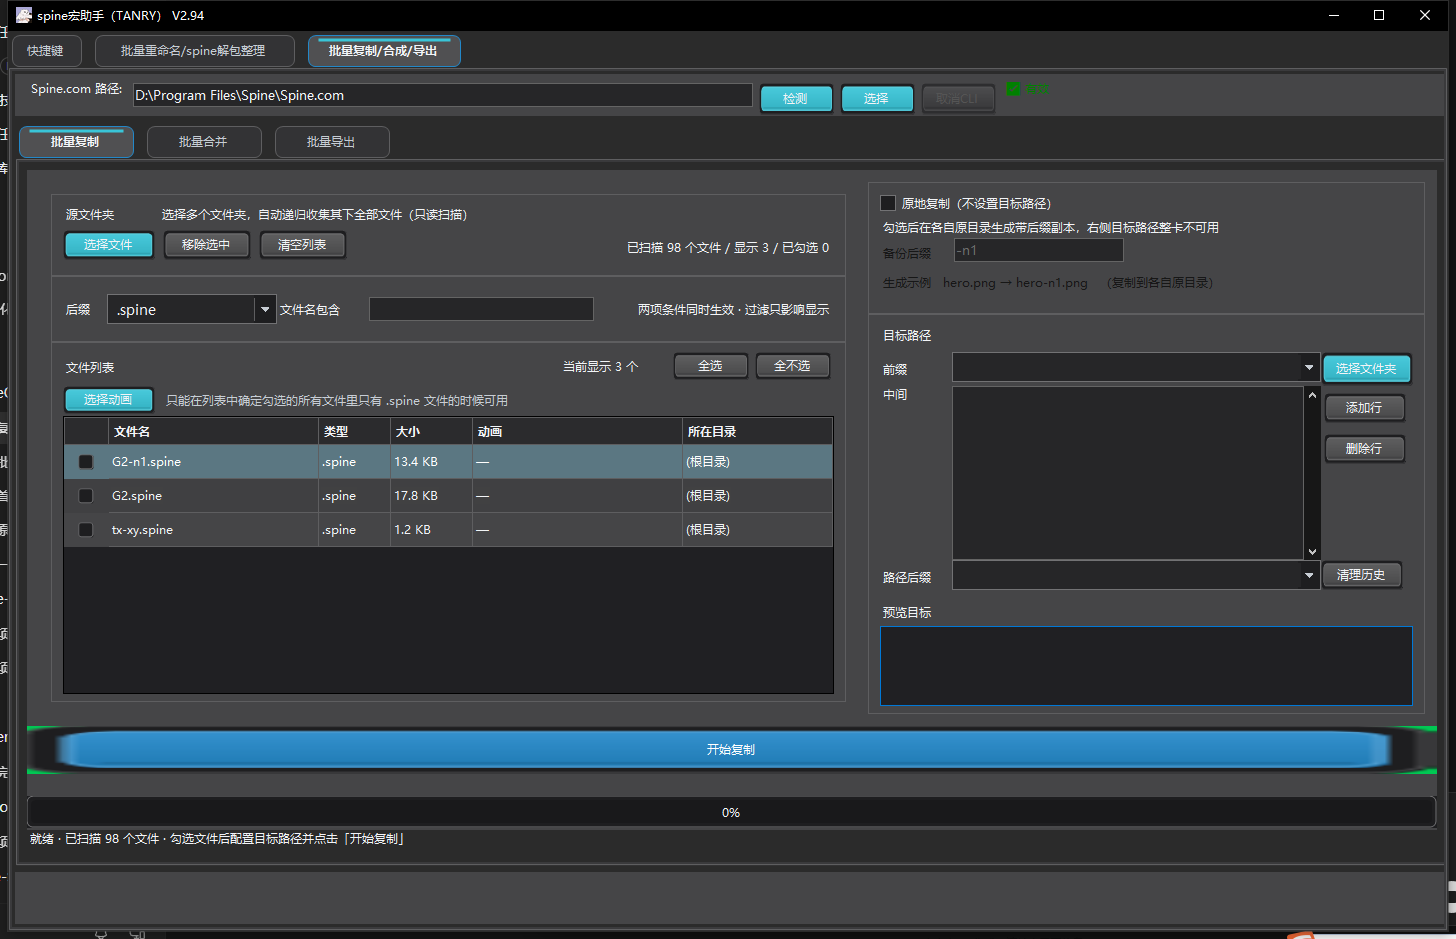 spine宏助手（TANRY） V2.94
快捷键
批量重命名/spine解包整理
批量复制/合成/导出
Spine.com 路径:
D:\Program Files\Spine\Spine.com
检测
选择
取消CLI
批量复制
批量合并
批量导出
源文件夹
选择多个文件夹，自动递归收集其下全部文件（只读扫描）
选择文件
移除选中
清空列表
已扫描 98 个文件 / 显示 3 / 已勾选 0
后缀
.spine
文件名包含
两项条件同时生效 · 过滤只影响显示
文件列表
当前显示 3 个
全选
全不选
选择动画
只能在列表中确定勾选的所有文件里只有 .spine 文件的时候可用
文件名 类型 大小 动画 所在目录
G2-n1.spine .spine 13.4 KB — (根目录)
G2.spine .spine 17.8 KB — (根目录)
tx-xy.spine .spine 1.2 KB — (根目录)
原地复制（不设置目标路径）
勾选后在各自原目录生成带后缀副本，右侧目标路径整卡不可用
备份后缀
-n1
生成示例 hero.png → hero-n1.png （复制到各自原目录）
目标路径
前缀
选择文件夹
中间
添加行
删除行
路径后缀
清理历史
预览目标
开始复制
0%
就绪 · 已扫描 98 个文件 · 勾选文件后配置目标路径并点击「开始复制」